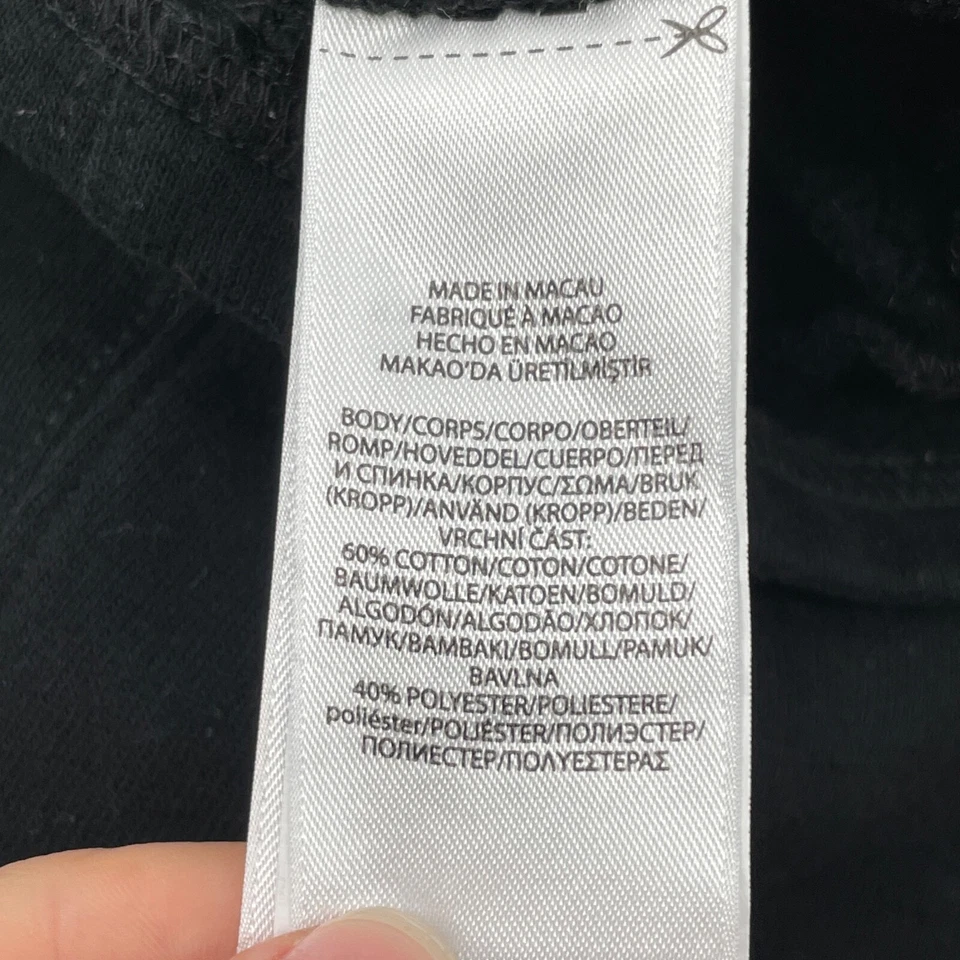 MADE IN MACAU
FABRIQUÉ À MACAO
HECHO EN MACAO
MAKAO'DA ÜRETİLMİŞTİR
BODY/CORPS/CORPO/OBERTEIL/
ROMP/HOVEDDEL/CUERPO/ПЕРЕД
И СПИНКА/КОРПУС/ΣΩΜΑ/BRUK
(KROPP)/ANVÄND (KROPP)/BEDEN/
VRCHNÍ ČÁST:
60% COTTON/COTON/COTONE/
BAUMWOLLE/KATOEN/BOMULD/
ALGODÓN/ALGODÃO/ХЛОПОК/
ПАМУК/ΒΑΜΒΑΚΙ/BOMULL/PAMUK/
BAVLNA
40% POLYESTER/POLIESTERE/
poliéster/POLIÉSTER/ПОЛИЭСТЕР/
ПОЛИЕСТЕР/ΠΟΛΥΕΣΤΕΡΑΣ